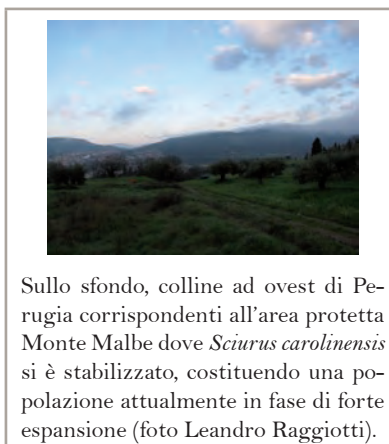 Sullo sfondo, colline ad ovest di Pe-
rugia corrispondenti all'area protetta
Monte Malbe dove Sciurus carolinensis
si è stabilizzato, costituendo una po-
polazione attualmente in fase di forte
espansione (foto Leandro Raggiotti).